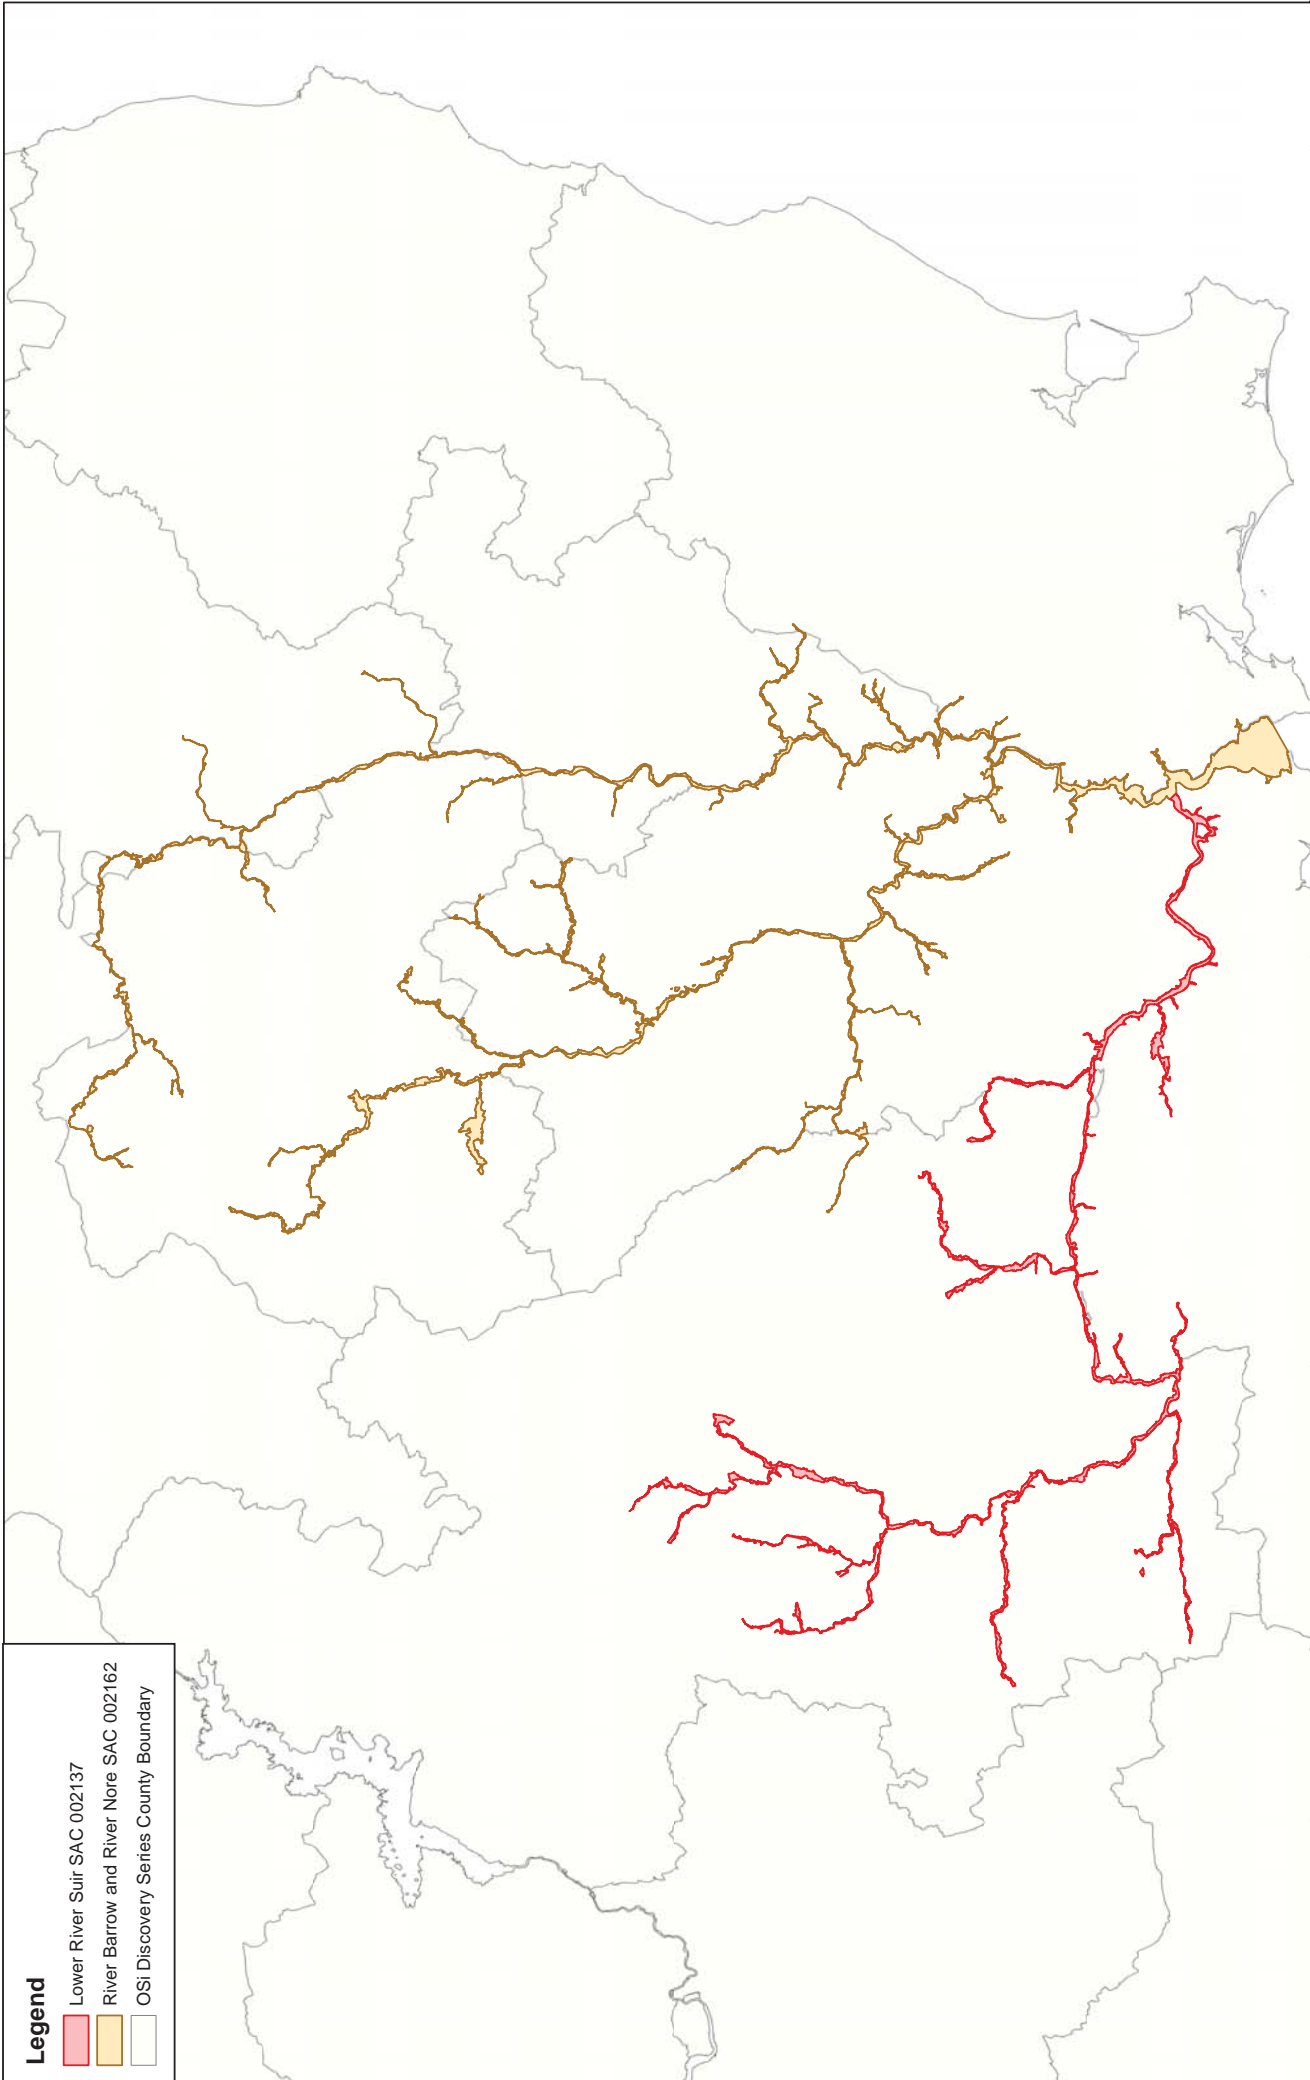 Legend
Lower River Suir SAC 002137
River Barrow and River Nore SAC 002162
OSi Discovery Series County Boundary